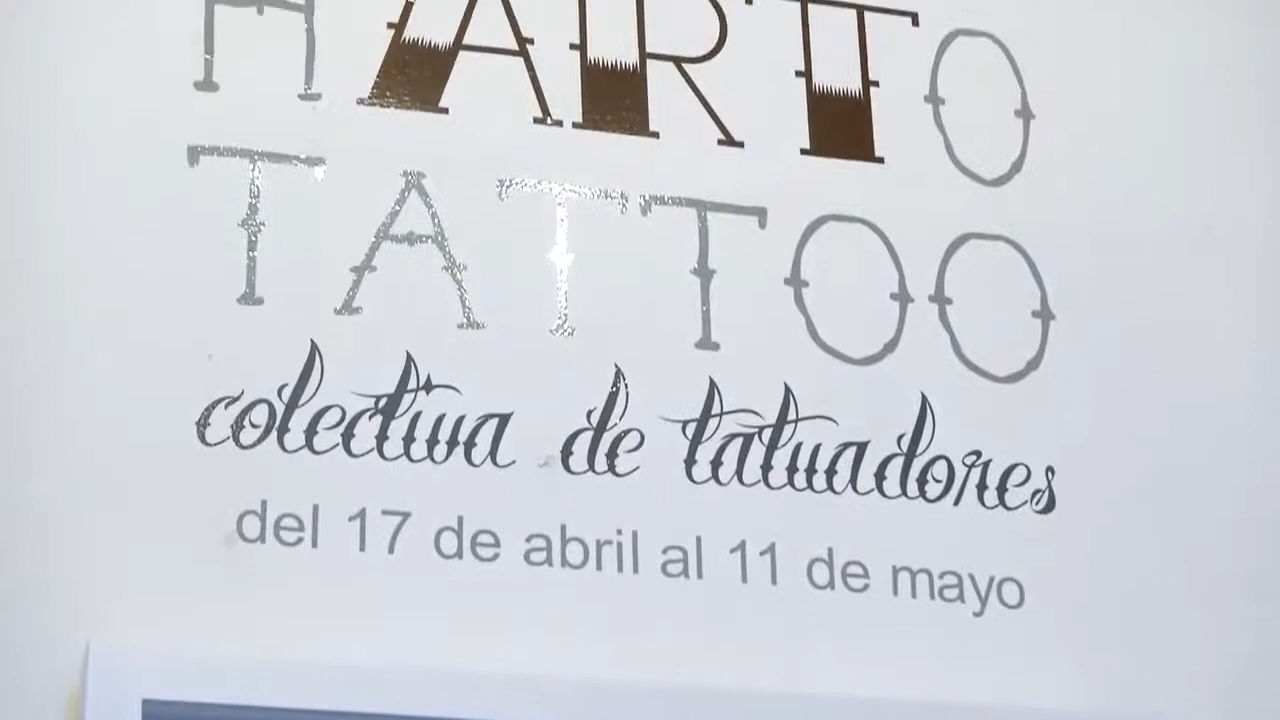 HARTO
TATTOO
colectiva de tatuadores
del 17 de abril al 11 de mayo